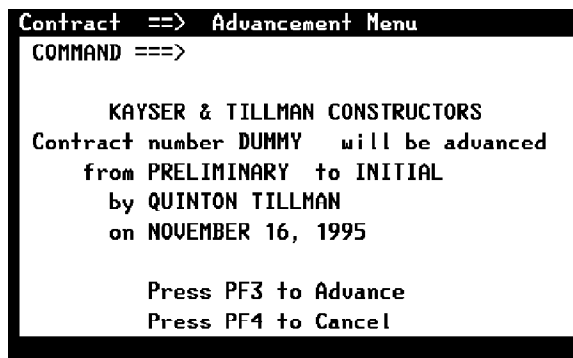 Contract ==> Advancement Menu
COMMAND ===>
KAYSER & TILLMAN CONSTRUCTORS
Contract number DUMMY will be advanced
from PRELIMINARY to INITIAL
by QUINTON TILLMAN
on NOVEMBER 16, 1995
Press PF3 to Advance
Press PF4 to Cancel